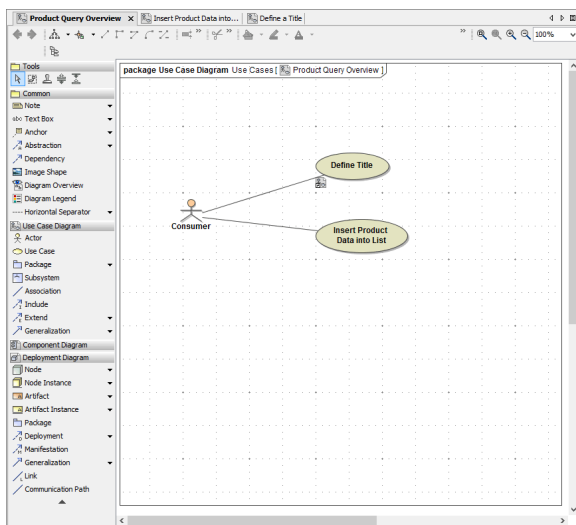 Product Query Overview
Insert Product Data into...
Define a Title
100%
Tools
package Use Case Diagram Use Cases [ Product Query Overview ]
Common
Note
abc Text Box
Anchor
Abstraction
Dependency
Image Shape
Diagram Overview
Diagram Legend
Horizontal Separator
Use Case Diagram
Actor
Use Case
Package
Subsystem
Association
Include
Extend
Generalization
Component Diagram
Deployment Diagram
Node
Node Instance
Artifact
Artifact Instance
Package
Deployment
Manifestation
Generalization
Link
Communication Path
Define Title
Consumer
Insert Product
Data into List